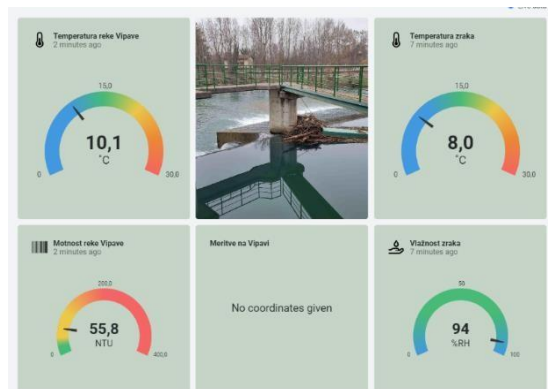 Temperatura reke Vipave
2 minutes ago
15,0
10,1
°C
0
30,0
Temperatura zraka
7 minutes ago
15,0
8,0
°C
0
30,0
Motnost reke Vipave
2 minutes ago
200,0
55,8
NTU
0
400,0
Meritve na Vipavi
No coordinates given
Vlažnost zraka
7 minutes ago
50
94
%RH
0
100